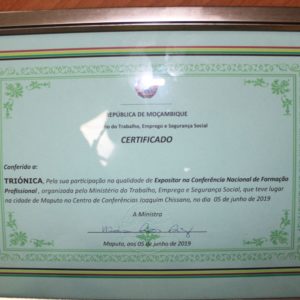 REPÚBLICA DE MOÇAMBIQUE
do Trabalho, Emprego e Segurança Social
CERTIFICADO
Conferido a:
TRIÓNICA, Pela sua participação na qualidade de Expositor na Conferência Nacional de Formação
Profissional, organizada pelo Ministério do Trabalho, Emprego e Segurança Social, que teve lugar
na cidade de Maputo no Centro de Conferências Joaquim Chissano, no dia 05 de junho de 2019
A Ministra
Maputo, aos 05 de junho de 2019